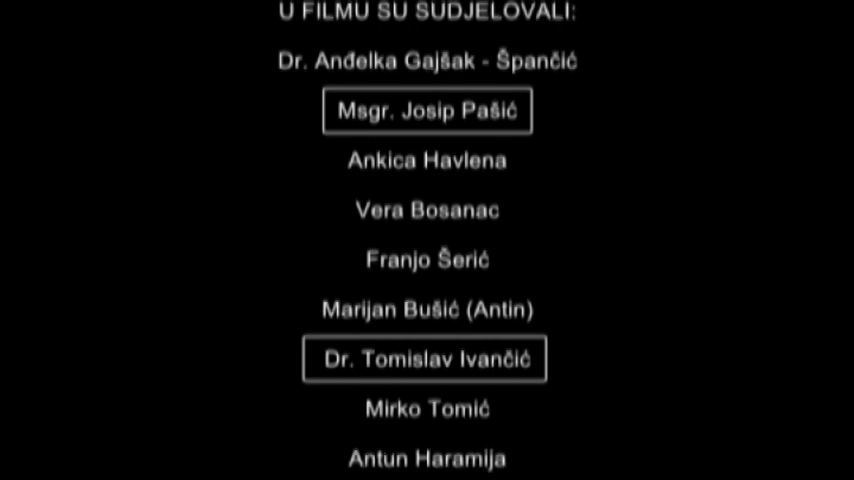 U FILMU SU SUDJELOVALI:
Dr. Anđelka Gajšak - Špančić
Msgr. Josip Pašić
Ankica Havlena
Vera Bosanac
Franjo Šerić
Marijan Bušić (Antin)
Dr. Tomislav Ivančić
Mirko Tomić
Antun Haramija